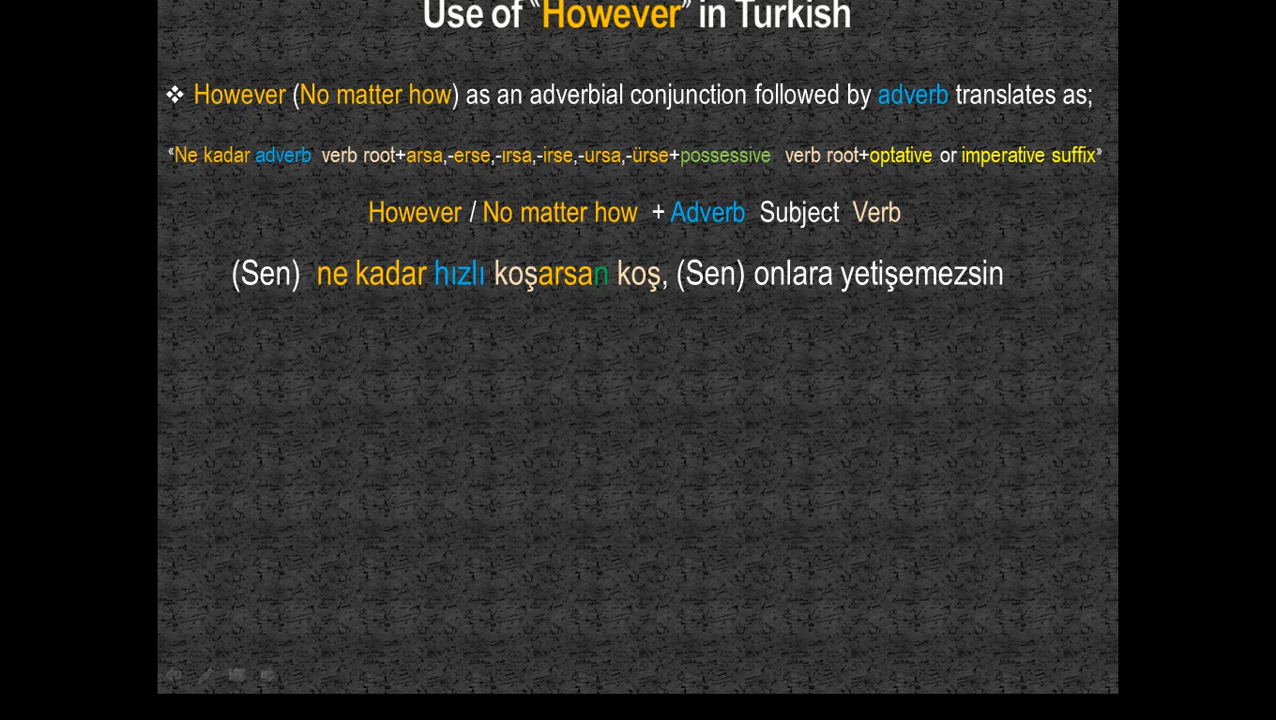 Use of “However” in Turkish
❖ However (No matter how) as an adverbial conjunction followed by adverb translates as;
“Ne kadar adverb verb root+arsa,-erse,-ırsa,-irse,-ursa,-ürse+possessive verb root+optative or imperative suffix”
However / No matter how + Adverb Subject Verb
(Sen) ne kadar hızlı koşarsan koş, (Sen) onlara yetişemezsin